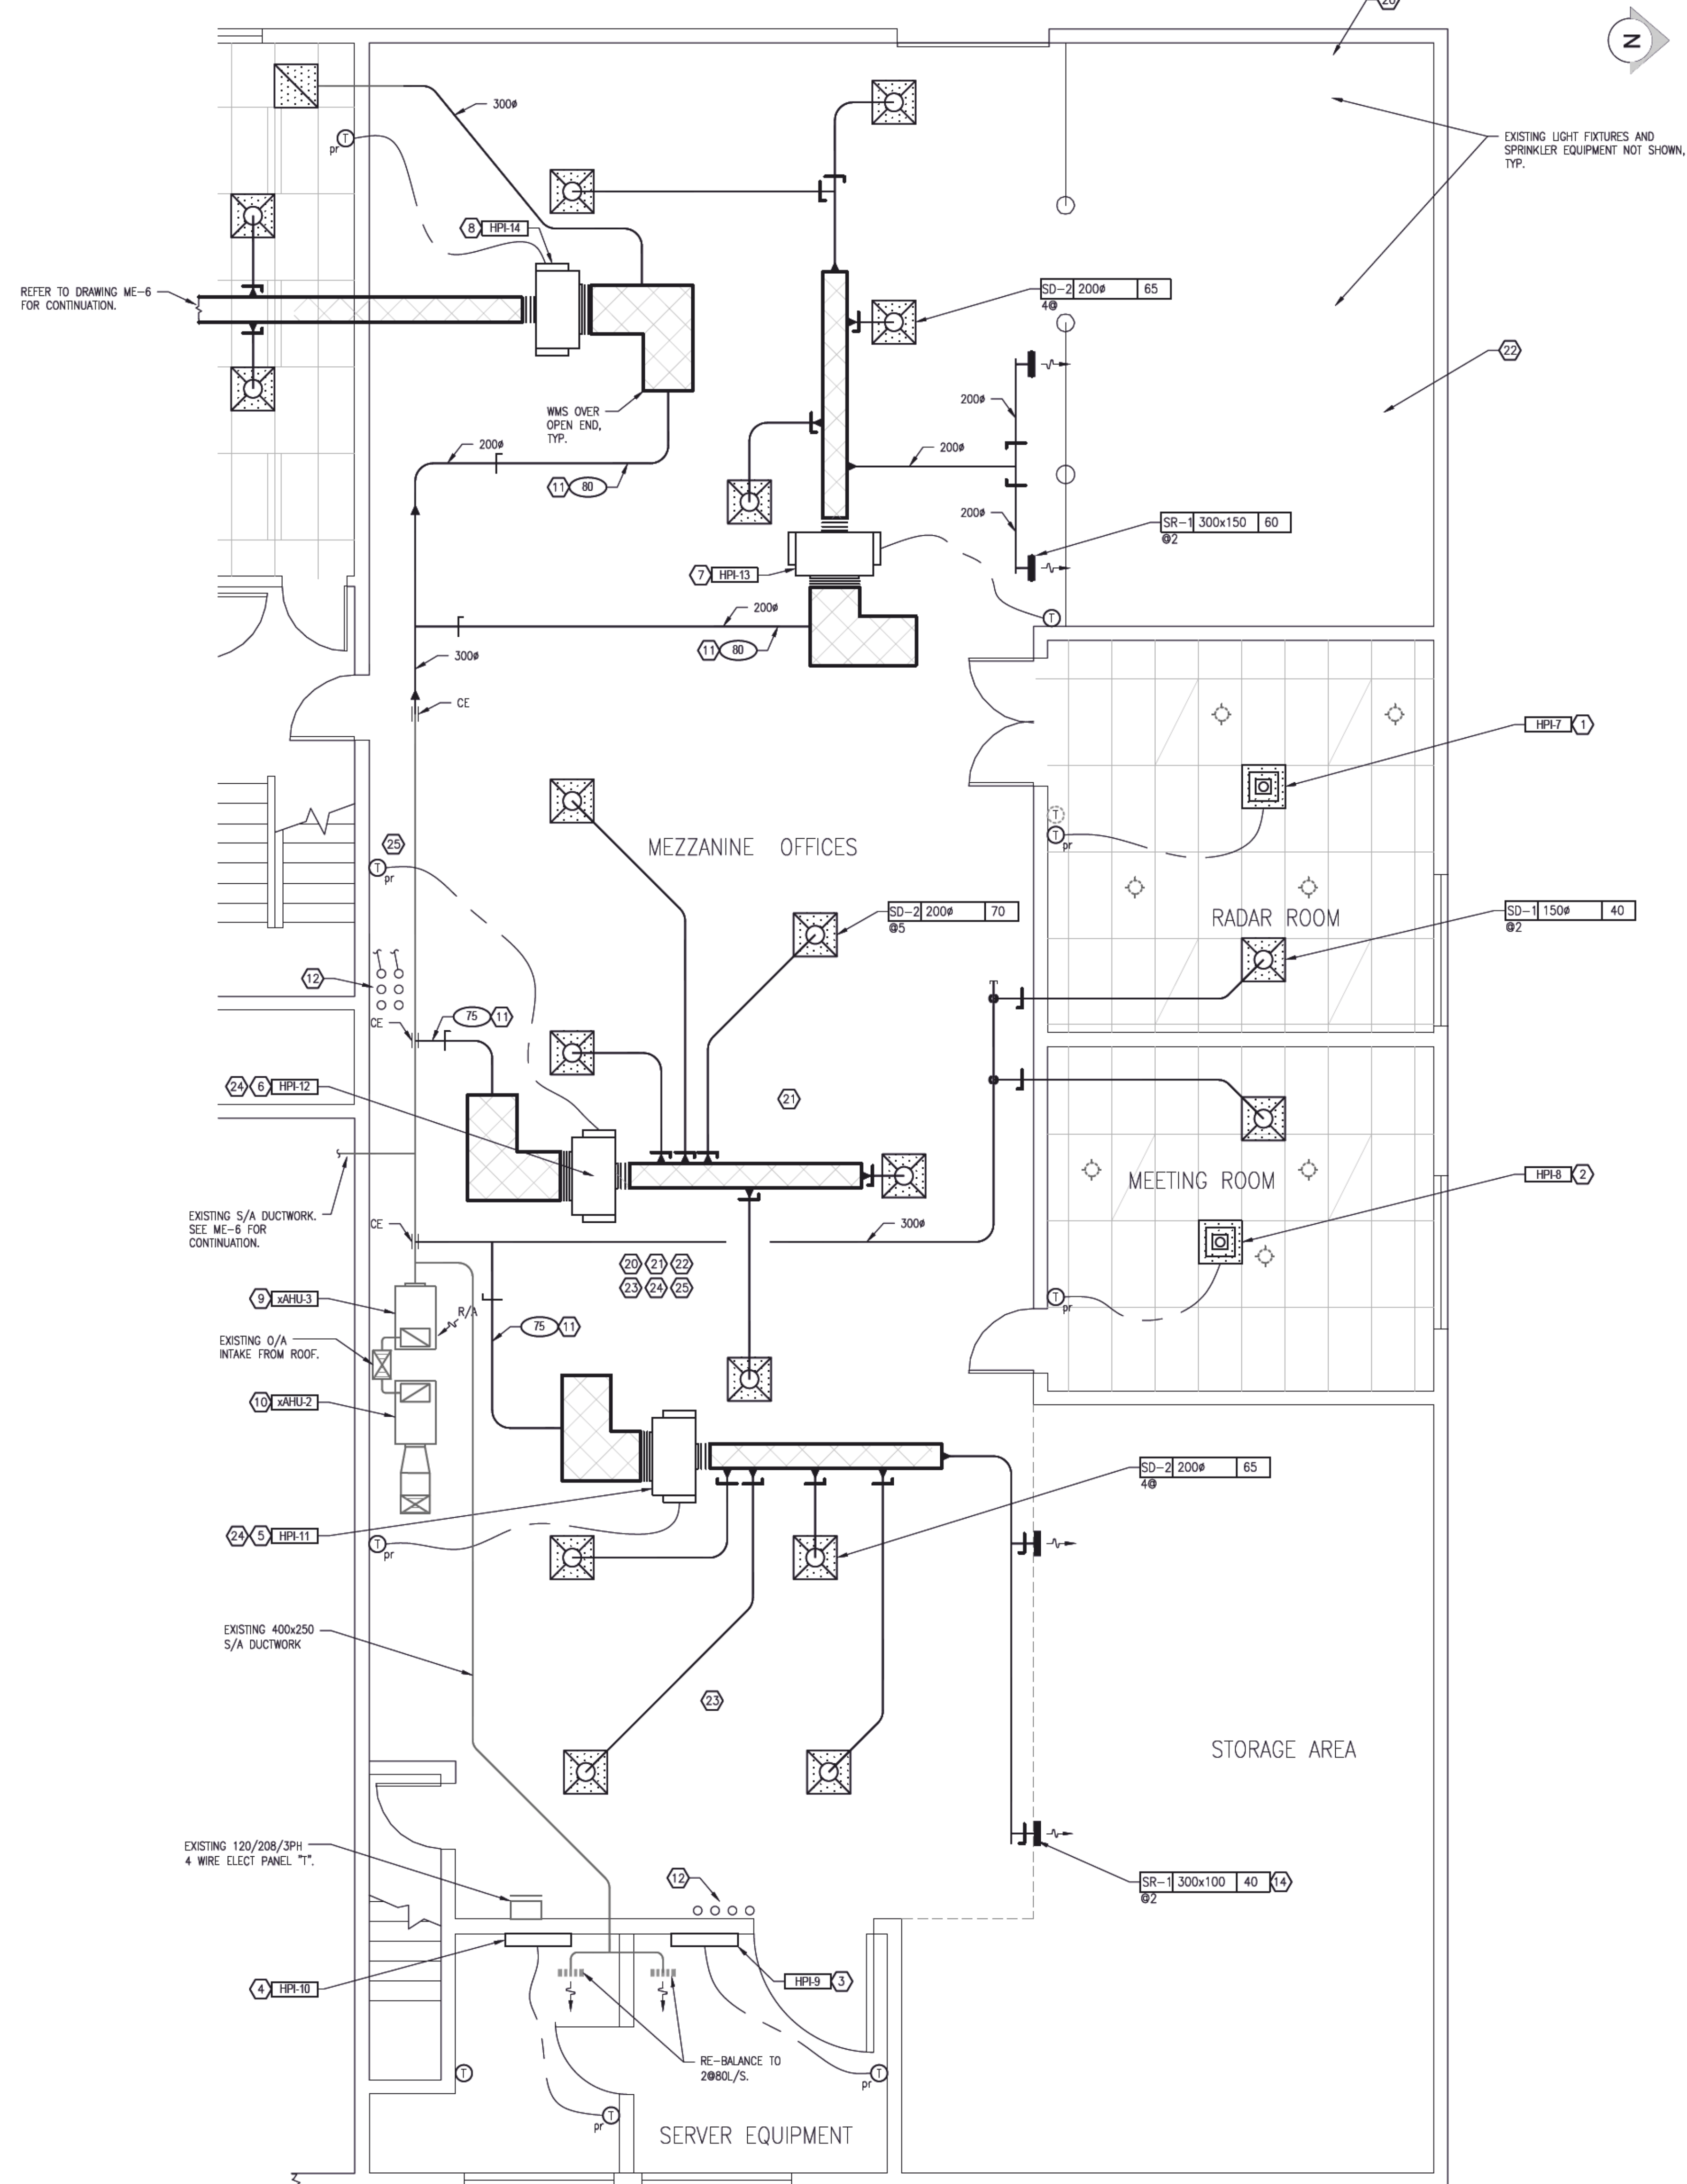 20
N
300ø
EXISTING LIGHT FIXTURES AND
SPRINKLER EQUIPMENT NOT SHOWN,
TYP.
T
pr
8 HPI-14
REFER TO DRAWING ME-6
FOR CONTINUATION.
SD-2 200ø 65
4@
22
WMS OVER
OPEN END,
TYP.
200ø
200ø
200ø
11 80
200ø
SR-1 300x150 60
@2
7 HPI-13
200ø
T
11 80
300ø
CE
HPI-7 1
T
T
pr
25
MEZZANINE OFFICES
T
pr
SD-2 200ø 70
@5
RADAR ROOM
SD-1 150ø 40
@2
12
75 11
CE
24 6 HPI-12
21
MEETING ROOM
HPI-8 2
EXISTING S/A DUCTWORK.
SEE ME-6 FOR
CONTINUATION.
CE
300ø
20 21 22
23 24 25
9 xAHU-3
R/A
T
pr
75 11
EXISTING O/A
INTAKE FROM ROOF.
10 xAHU-2
SD-2 200ø 65
4@
24 5 HPI-11
T
pr
EXISTING 400x250
S/A DUCTWORK
23
STORAGE AREA
EXISTING 120/208/3PH
4 WIRE ELECT PANEL "T".
12
SR-1 300x100 40 14
@2
4 HPI-10
HPI-9 3
RE-BALANCE TO
2@80L/S.
T
T
pr
T
pr
SERVER EQUIPMENT